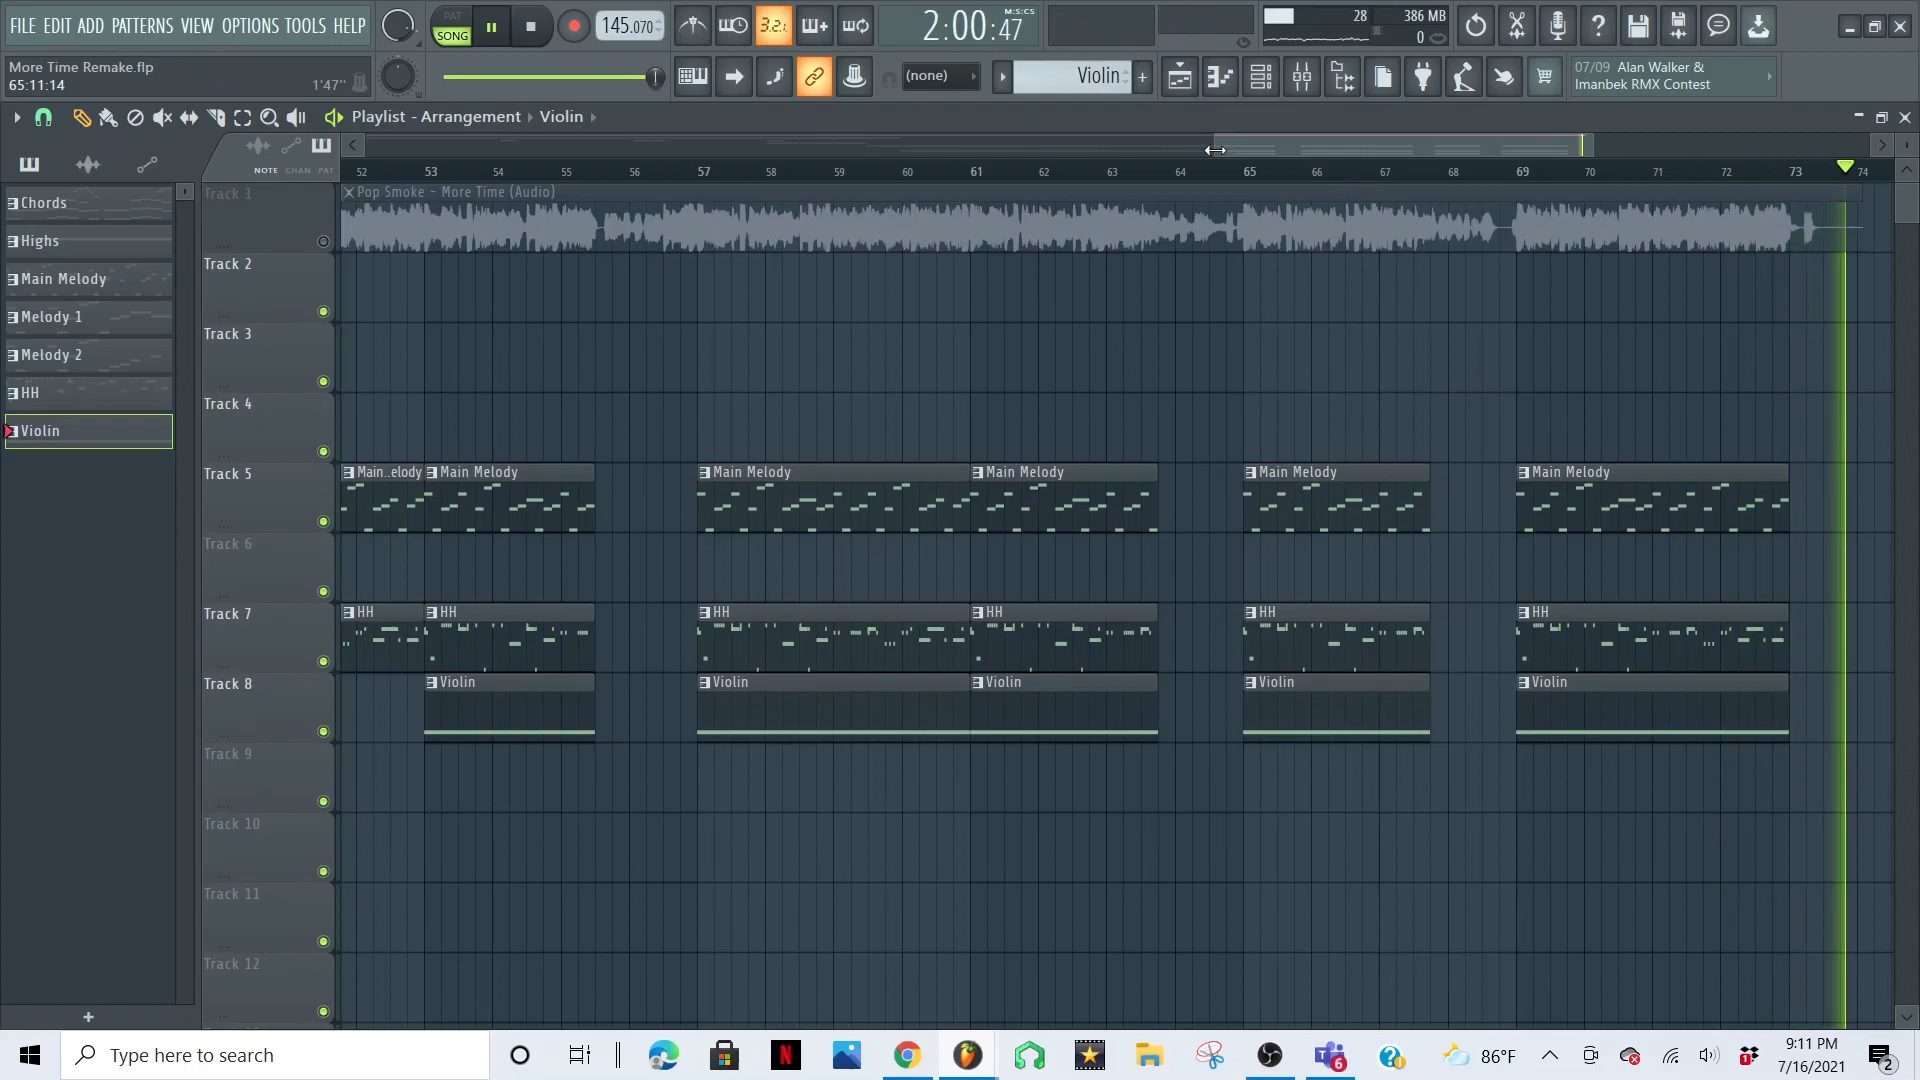 FILE EDIT ADD PATTERNS VIEW OPTIONS TOOLS HELP
PAT
SONG
145.070
3.2.
2:00:47
M:S:CS
28
386 MB
0
More Time Remake.flp
65:11:14
1'47"
(none)
Violin
07/09 Alan Walker &
Imanbek RMX Contest
Playlist - Arrangement
Violin
NOTE CHAN PAT
52 53 54 55 56 57 58 59 60 61 62 63 64 65 66 67 68 69 70 71 72 73 74
Chords
Highs
Main Melody
Melody 1
Melody 2
HH
Violin
Track 1
Pop Smoke - More Time (Audio)
Track 2
Track 3
Track 4
Track 5
Main..elody
Main Melody
Main Melody
Main Melody
Main Melody
Main Melody
Track 6
Track 7
HH
HH
HH
HH
HH
HH
Track 8
Violin
Violin
Violin
Violin
Violin
Track 9
Track 10
Track 11
Track 12
Type here to search
6
86°F
9:11 PM
7/16/2021
2